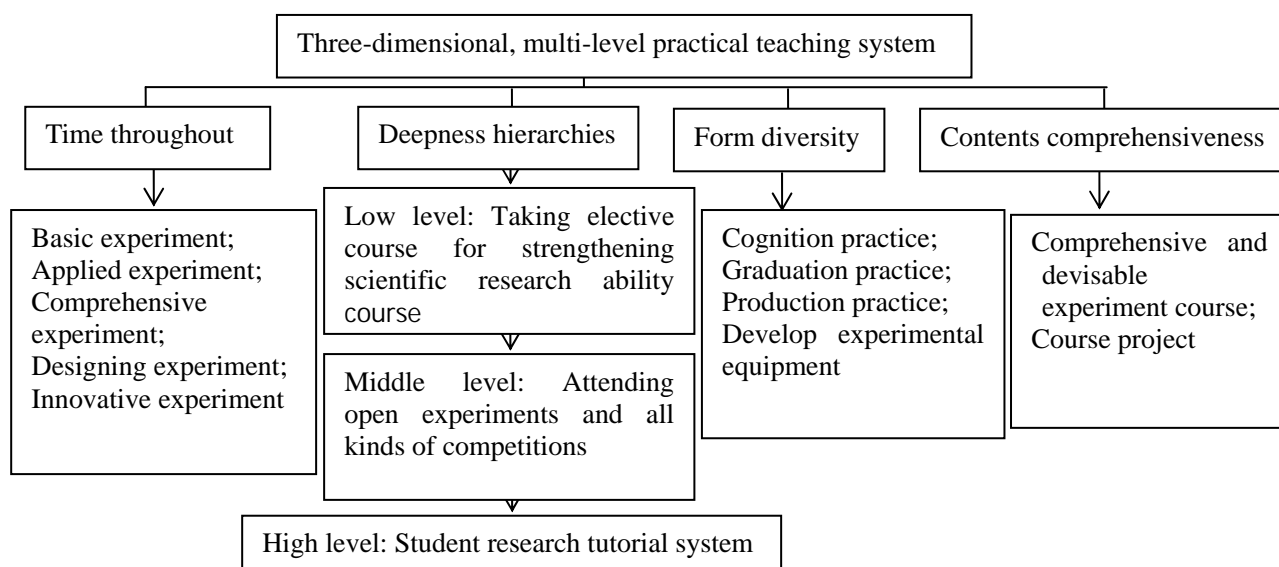 Three-dimensional, multi-level practical teaching system
Time throughout
Deepness hierarchies
Form diversity
Contents comprehensiveness
Basic experiment;
Applied experiment;
Comprehensive
experiment;
Designing experiment;
Innovative experiment
Low level: Taking elective
course for strengthening
scientific research ability
course
Middle level: Attending
open experiments and all
kinds of competitions
High level: Student research tutorial system
Cognition practice;
Graduation practice;
Production practice;
Develop experimental
equipment
Comprehensive and
devisable
experiment course;
Course project